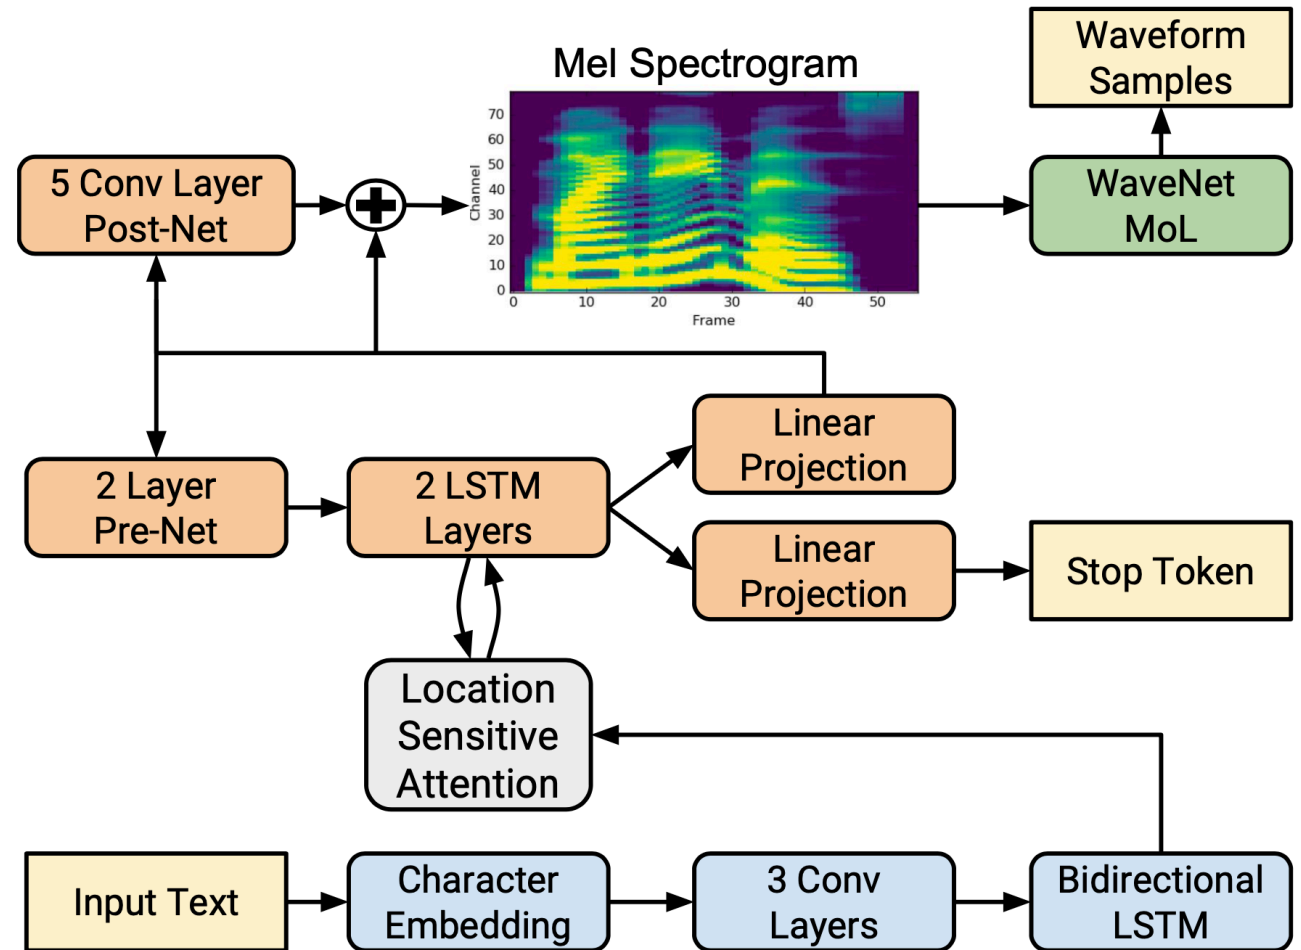 Waveform
Samples
Mel Spectrogram
70
60
50
40
30
20
10
0
Channel
0 10 20 30 40 50
Frame
5 Conv Layer
Post-Net
WaveNet
MoL
Linear
Projection
2 Layer
Pre-Net
2 LSTM
Layers
Linear
Projection
Stop Token
Location
Sensitive
Attention
Input Text
Character
Embedding
3 Conv
Layers
Bidirectional
LSTM